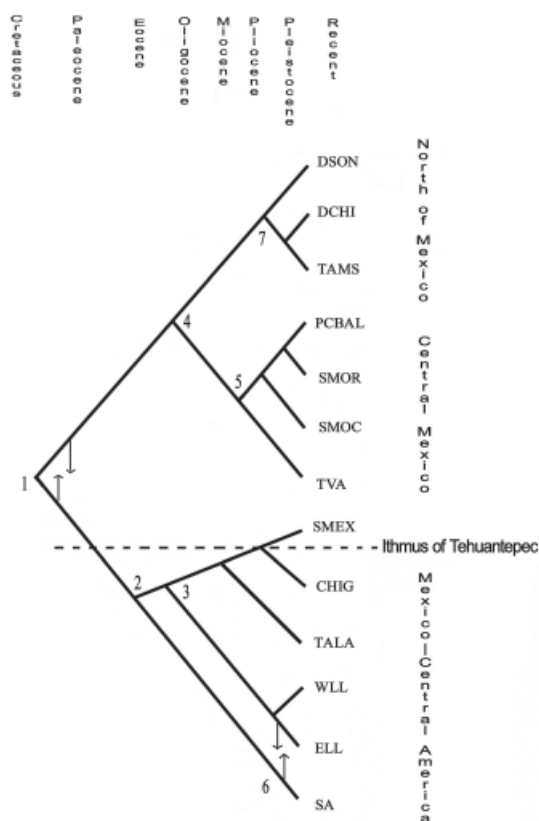 Cretaceous
Paleocene
Eocene
Oligocene
Miocene
Pliocene
Pleistocene
Recent
DSON
DCHI
7
TAMS
North of Mexico
PCBAL
4
SMOR
5
SMOC
TVA
Central Mexico
1
SMEX
Ithmus of Tehuantepec
2
3
CHIG
TALA
WLL
ELL
6
SA
Mexico|Central America